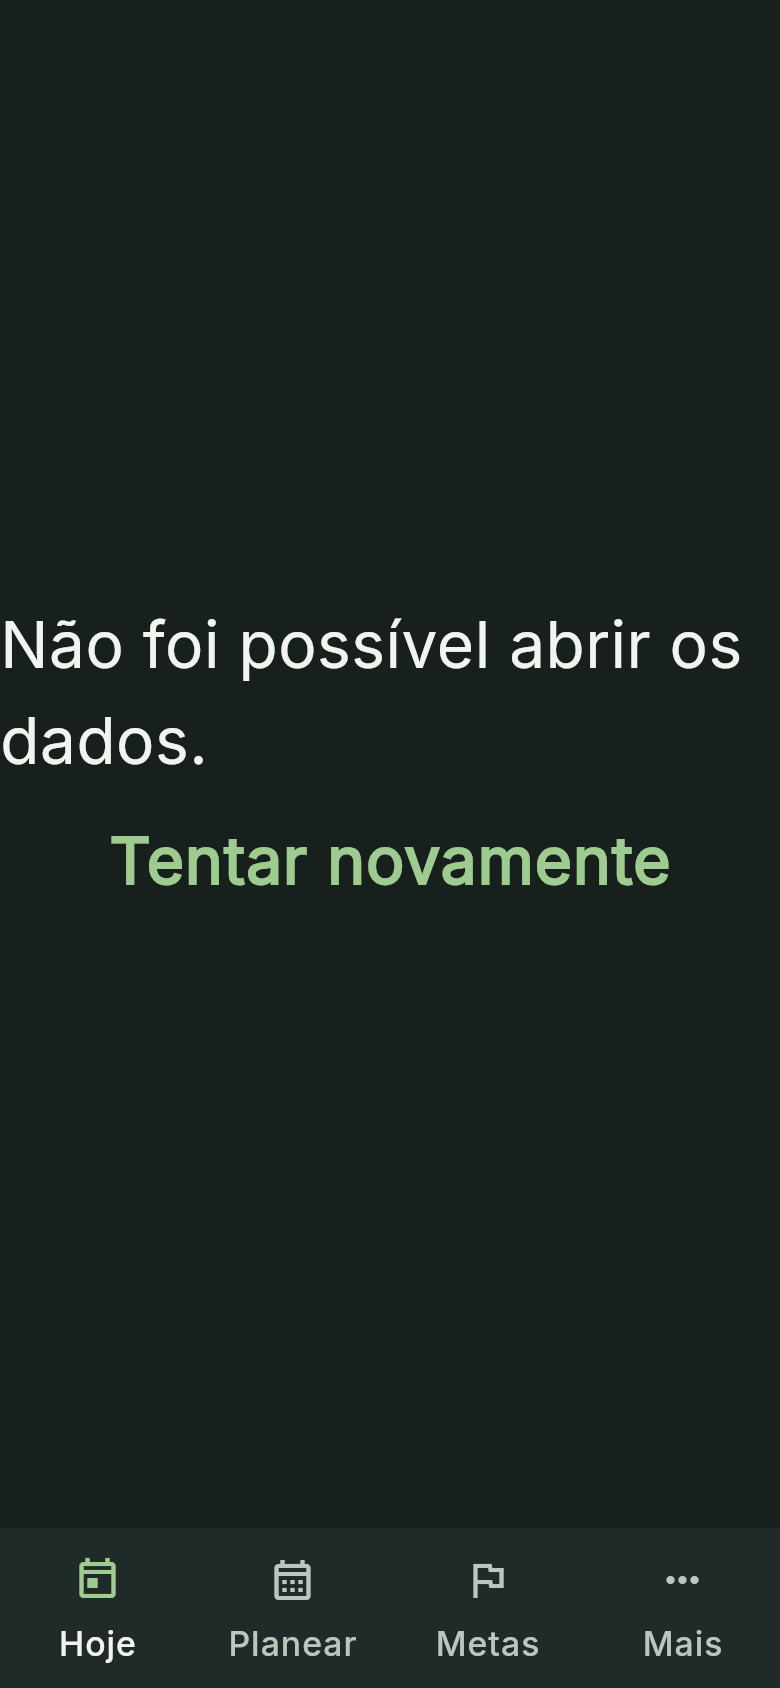 Não foi possível abrir os
dados.
Tentar novamente
Hoje
Planear
Metas
Mais